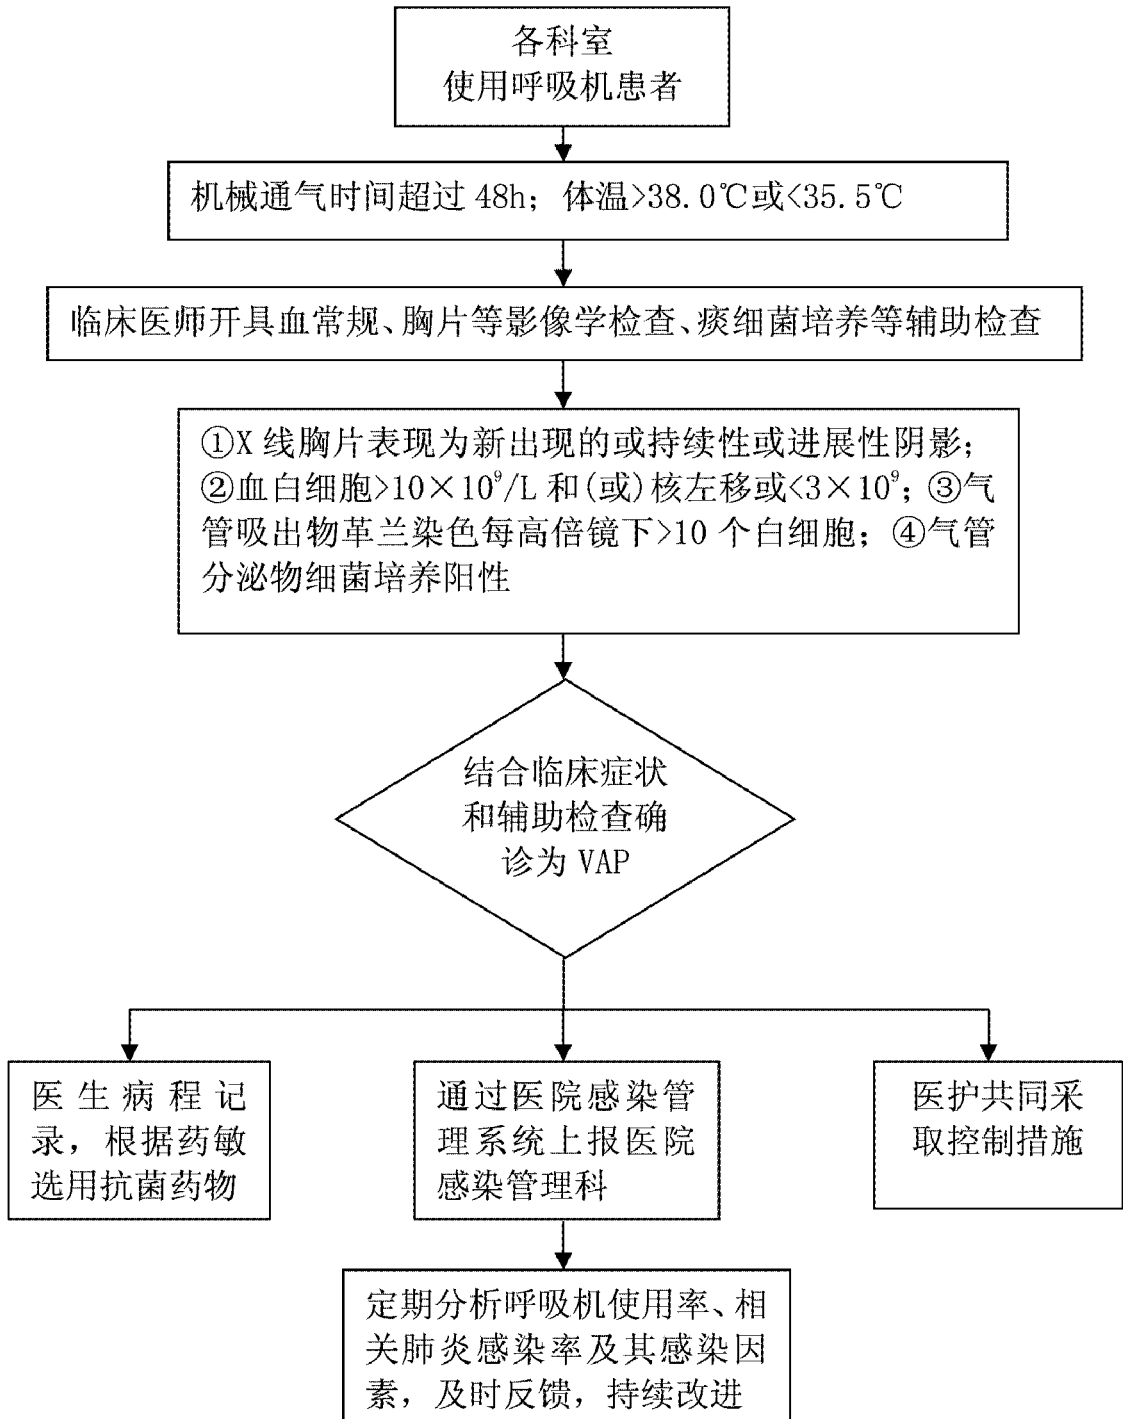 各科室
使用呼吸机患者
机械通气时间超过 48h；体温>38.0℃或<35.5℃
临床医师开具血常规、胸片等影像学检查、痰细菌培养等辅助检查
①X 线胸片表现为新出现的或持续性或进展性阴影；
②血白细胞>10×10⁹/L 和(或)核左移或<3×10⁹；③气
管吸出物革兰染色每高倍镜下>10 个白细胞；④气管
分泌物细菌培养阳性
结合临床症状
和辅助检查确
诊为 VAP
医生病程记
录，根据药敏
选用抗菌药物
通过医院感染管
理系统上报医院
感染管理科
医护共同采
取控制措施
定期分析呼吸机使用率、相
关肺炎感染率及其感染因
素，及时反馈，持续改进